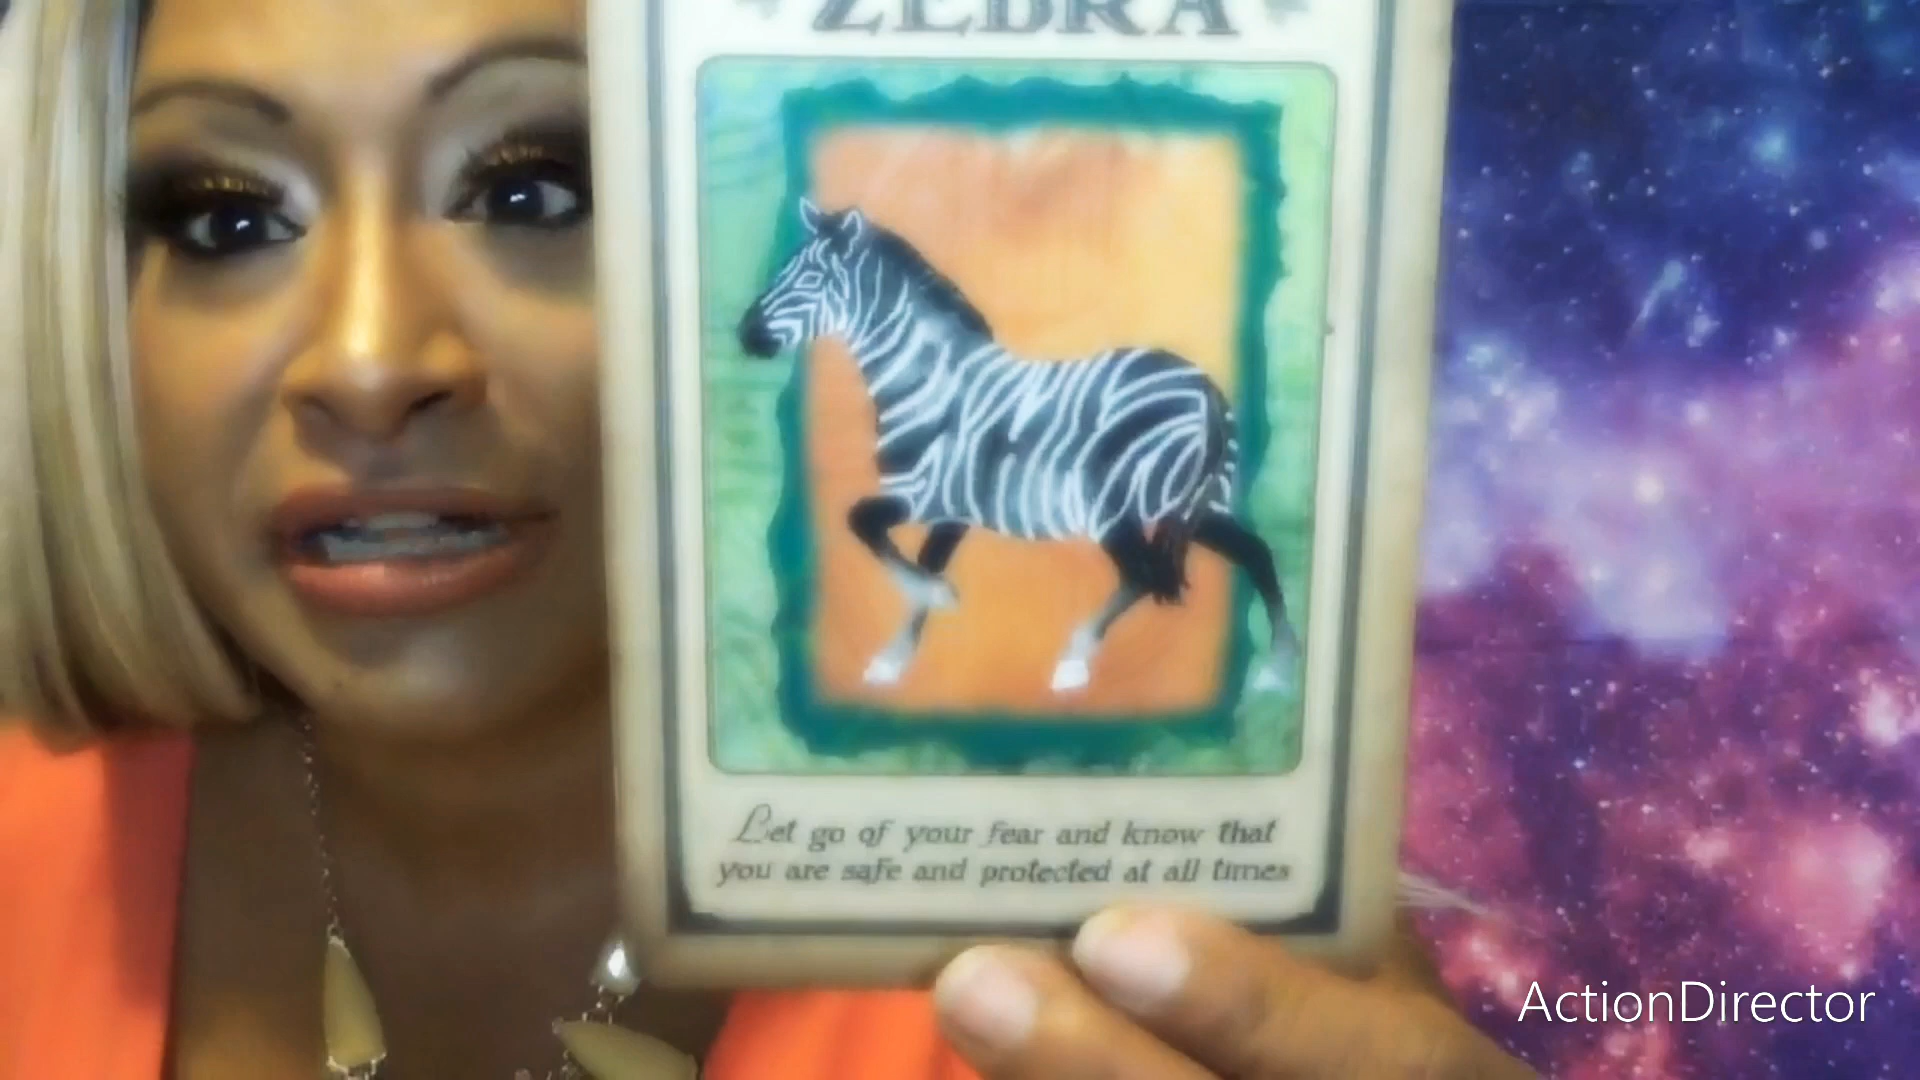 ZEBRA
Let go of your fear and know that
you are safe and protected at all times
ActionDirector